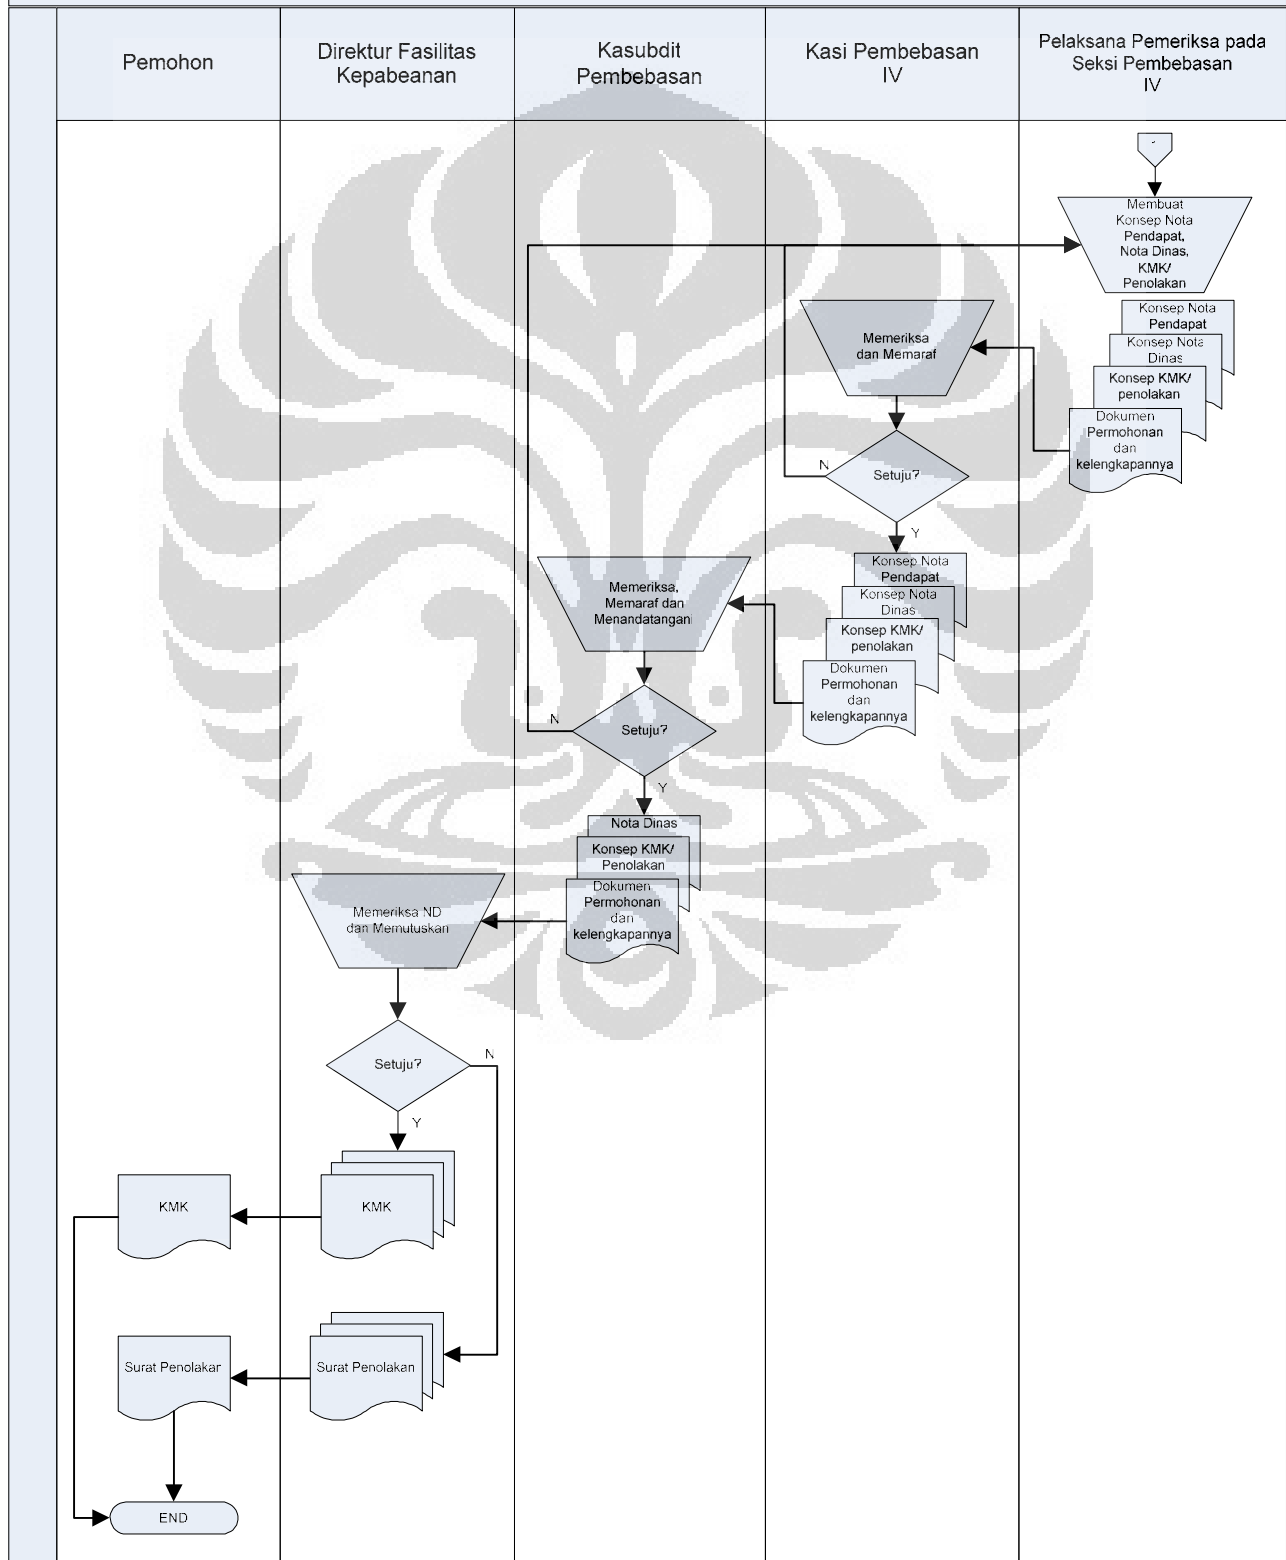 Pemohon
Direktur Fasilitas
Kepabeanan
Kasubdit
Pembebasan
Kasi Pembebasan
IV
Pelaksana Pemeriksa pada
Seksi Pembebasan
IV
Membuat
Konsep Nota
Pendapat,
Nota Dinas,
KMK/
Penolakan
Konsep Nota
Pendapat
Konsep Nota
Dinas
Konsep KMK/
penolakan
Dokumen
Permohonan
dan
kelengkapannya
Memeriksa
dan Memaraf
Setuju?
N
Y
Konsep Nota
Pendapat
Konsep Nota
Dinas
Konsep KMK/
penolakan
Dokumen
Permohonan
dan
kelengkapannya
Memeriksa,
Memaraf dan
Menandatangani
Setuju?
N
Y
Nota Dinas
Konsep KMK/
Penolakan
Dokumen
Permohonan
dan
kelengkapannya
Memeriksa ND
dan Memutuskan
Setuju?
N
Y
KMK
KMK
Surat Penolakan
Surat Penolakan
END